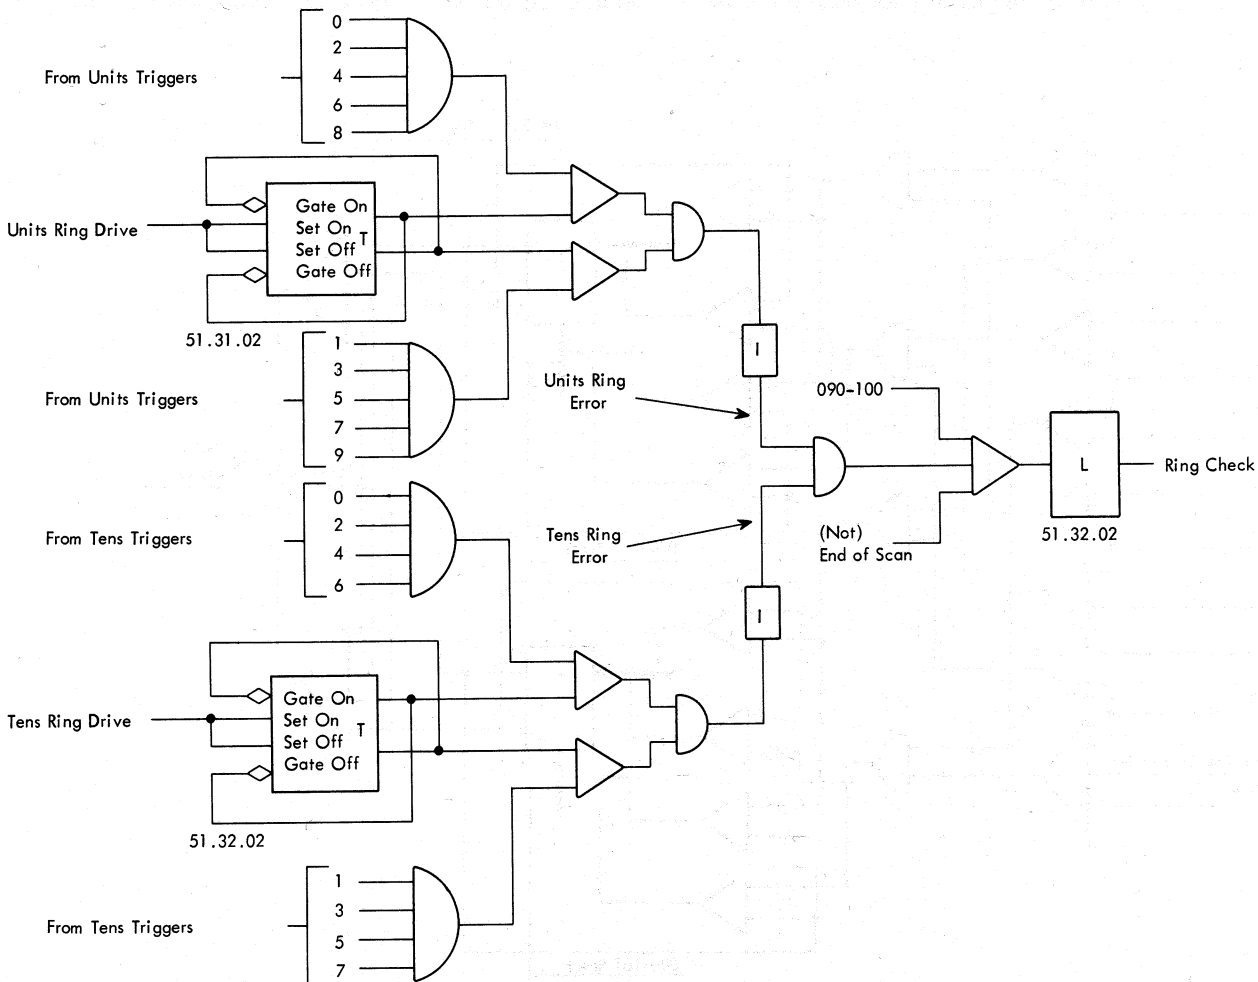 0
2
From Units Triggers
4
6
8
Gate On
Units Ring Drive
Set On
T
Set Off
Gate Off
51.31.02
1
3
From Units Triggers
5
7
9
I
Units Ring
Error
090-100
L
Ring Check
51.32.02
0
2
From Tens Triggers
4
6
Tens Ring
Error
(Not)
End of Scan
I
Gate On
Tens Ring Drive
Set On
T
Set Off
Gate Off
51.32.02
1
3
From Tens Triggers
5
7